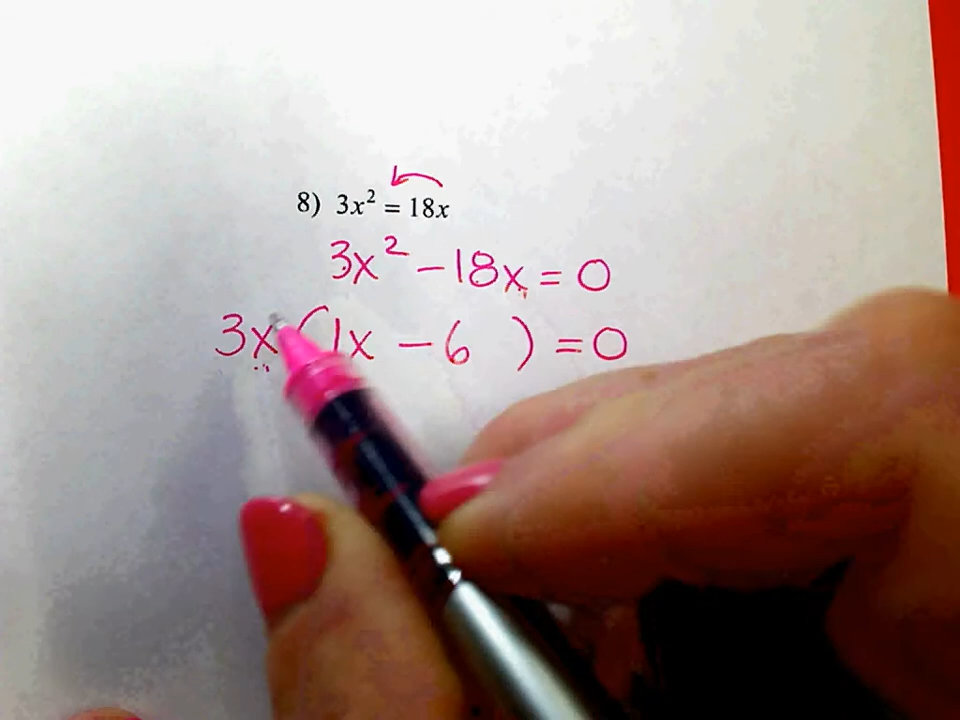 8) 3x² = 18x
3x² - 18x = 0
3x(1x - 6 ) = 0